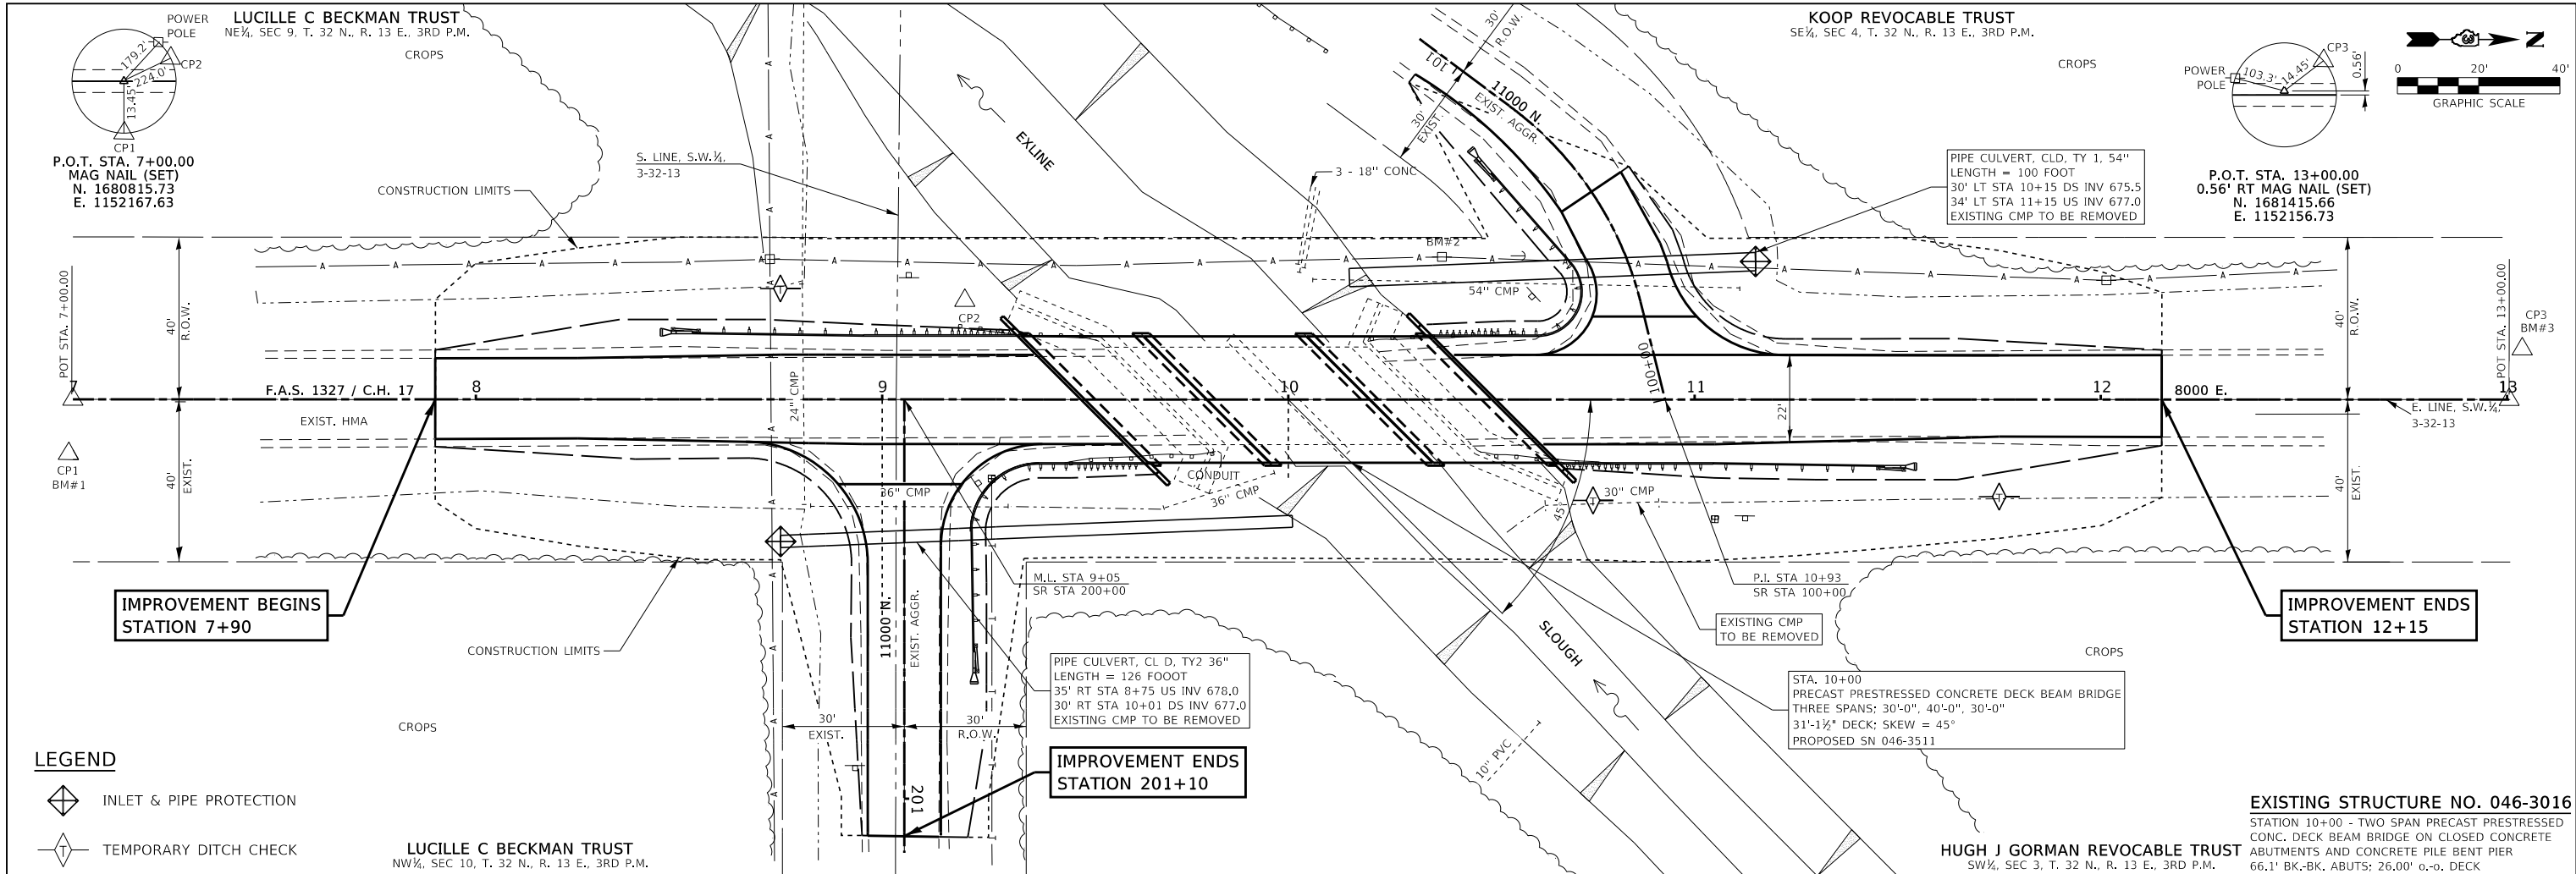 LUCILLE C BECKMAN TRUST
NE¼, SEC 9, T. 32 N., R. 13 E., 3RD P.M.
CROPS
POWER
POLE
179.2'
224.0'
13.45'
CP2
CP1
P.O.T. STA. 7+00.00
MAG NAIL (SET)
N. 1680815.73
E. 1152167.63
CONSTRUCTION LIMITS
S. LINE, S.W.¼,
3-32-13
EXLINE
3 - 18" CONC
30'
R.O.W.
101
11000 N.
EXIST. AGGR.
30'
EXIST.
KOOP REVOCABLE TRUST
SE¼, SEC 4, T. 32 N., R. 13 E., 3RD P.M.
CROPS
PIPE CULVERT, CLD, TY 1, 54"
LENGTH = 100 FOOT
30' LT STA 10+15 DS INV 675.5
34' LT STA 11+15 US INV 677.0
EXISTING CMP TO BE REMOVED
POWER
POLE
103.3'
14.45'
CP3
0.56'
P.O.T. STA. 13+00.00
0.56' RT MAG NAIL (SET)
N. 1681415.66
E. 1152156.73
N
0 20' 40'
GRAPHIC SCALE
POT STA. 7+00.00
40'
R.O.W.
A A A A A A A A A A A A A A A A A A
T
CP2
BM#2
54" CMP
40'
R.O.W.
POT STA. 13+00.00
CP3
BM#3
7
F.A.S. 1327 / C.H. 17
8
9
10
100+00
11
12
8000 E.
13
EXIST. HMA
24" CMP
22'
E. LINE, S.W.¼,
3-32-13
CP1
BM#1
40'
EXIST.
36" CMP
CONDUIT
36" CMP
45°
T
30" CMP
T
40'
EXIST.
IMPROVEMENT BEGINS
STATION 7+90
CONSTRUCTION LIMITS
11000 N.
EXIST. AGGR.
M.L. STA 9+05
SR STA 200+00
P.I. STA 10+93
SR STA 100+00
EXISTING CMP
TO BE REMOVED
IMPROVEMENT ENDS
STATION 12+15
PIPE CULVERT, CL D, TY2 36"
LENGTH = 126 FOOOT
35' RT STA 8+75 US INV 678.0
30' RT STA 10+01 DS INV 677.0
EXISTING CMP TO BE REMOVED
SLOUGH
CROPS
STA. 10+00
PRECAST PRESTRESSED CONCRETE DECK BEAM BRIDGE
THREE SPANS; 30'-0", 40'-0", 30'-0"
31'-1½" DECK; SKEW = 45°
PROPOSED SN 046-3511
CROPS
30'
EXIST.
30'
R.O.W.
10" PVC
IMPROVEMENT ENDS
STATION 201+10
201
LEGEND
INLET & PIPE PROTECTION
T TEMPORARY DITCH CHECK
LUCILLE C BECKMAN TRUST
NW¼, SEC 10, T. 32 N., R. 13 E., 3RD P.M.
HUGH J GORMAN REVOCABLE TRUST
SW¼, SEC 3, T. 32 N., R. 13 E., 3RD P.M.
EXISTING STRUCTURE NO. 046-3016
STATION 10+00 - TWO SPAN PRECAST PRESTRESSED
CONC. DECK BEAM BRIDGE ON CLOSED CONCRETE
ABUTMENTS AND CONCRETE PILE BENT PIER
66.1' BK.-BK. ABUTS; 26.00' o.-o. DECK